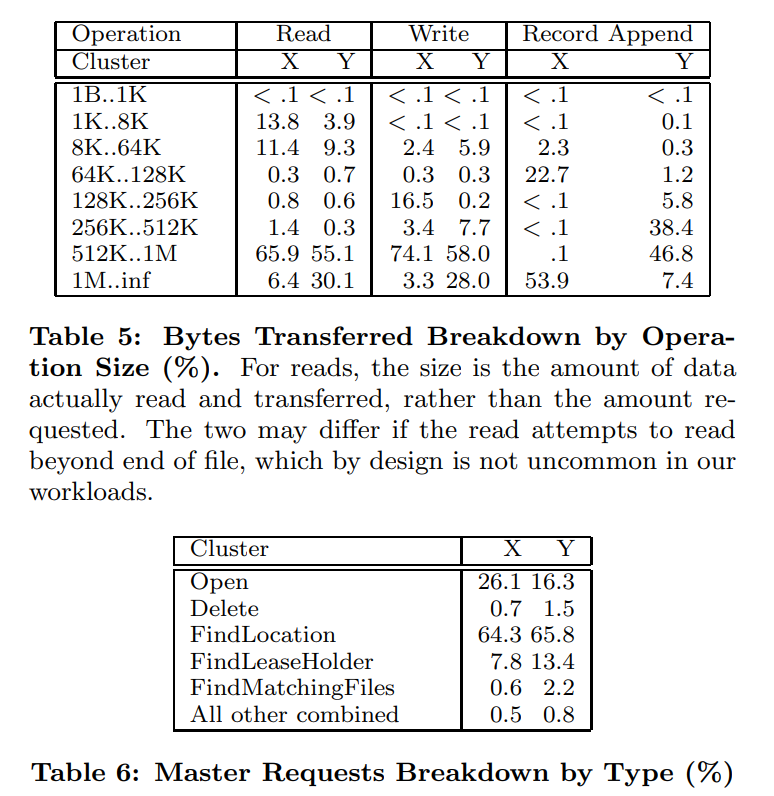 Operation Read Write Record Append
Cluster X Y X Y X Y
1B..1K < .1 < .1 < .1 < .1 < .1 < .1
1K..8K 13.8 3.9 < .1 < .1 < .1 0.1
8K..64K 11.4 9.3 2.4 5.9 2.3 0.3
64K..128K 0.3 0.7 0.3 0.3 22.7 1.2
128K..256K 0.8 0.6 16.5 0.2 < .1 5.8
256K..512K 1.4 0.3 3.4 7.7 < .1 38.4
512K..1M 65.9 55.1 74.1 58.0 .1 46.8
1M..inf 6.4 30.1 3.3 28.0 53.9 7.4
Table 5: Bytes Transferred Breakdown by Opera-
tion Size (%). For reads, the size is the amount of data
actually read and transferred, rather than the amount re-
quested. The two may differ if the read attempts to read
beyond end of file, which by design is not uncommon in our
workloads.
Cluster X Y
Open 26.1 16.3
Delete 0.7 1.5
FindLocation 64.3 65.8
FindLeaseHolder 7.8 13.4
FindMatchingFiles 0.6 2.2
All other combined 0.5 0.8
Table 6: Master Requests Breakdown by Type (%)